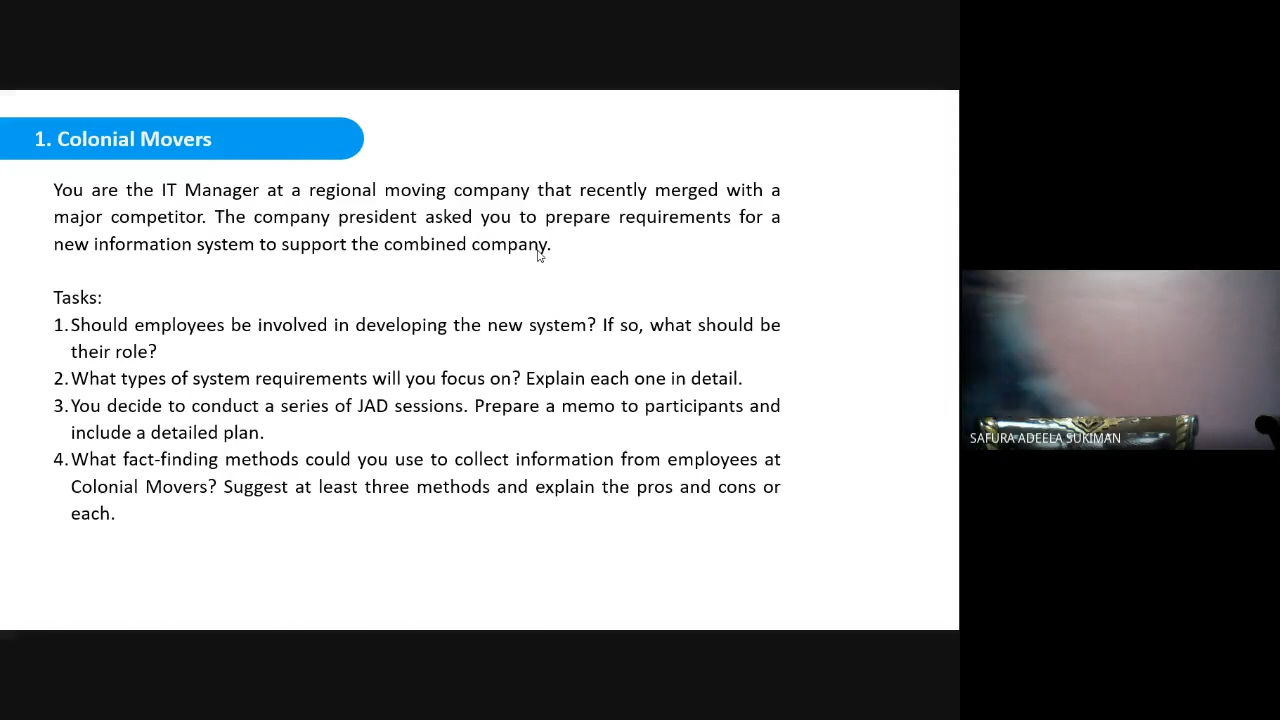 1. Colonial Movers
You are the IT Manager at a regional moving company that recently merged with a
major competitor. The company president asked you to prepare requirements for a
new information system to support the combined company.
Tasks:
1.Should employees be involved in developing the new system? If so, what should be
their role?
2.What types of system requirements will you focus on? Explain each one in detail.
3.You decide to conduct a series of JAD sessions. Prepare a memo to participants and
include a detailed plan.
4.What fact-finding methods could you use to collect information from employees at
Colonial Movers? Suggest at least three methods and explain the pros and cons or
each.
SAFURA ADEELA SUKIMAN